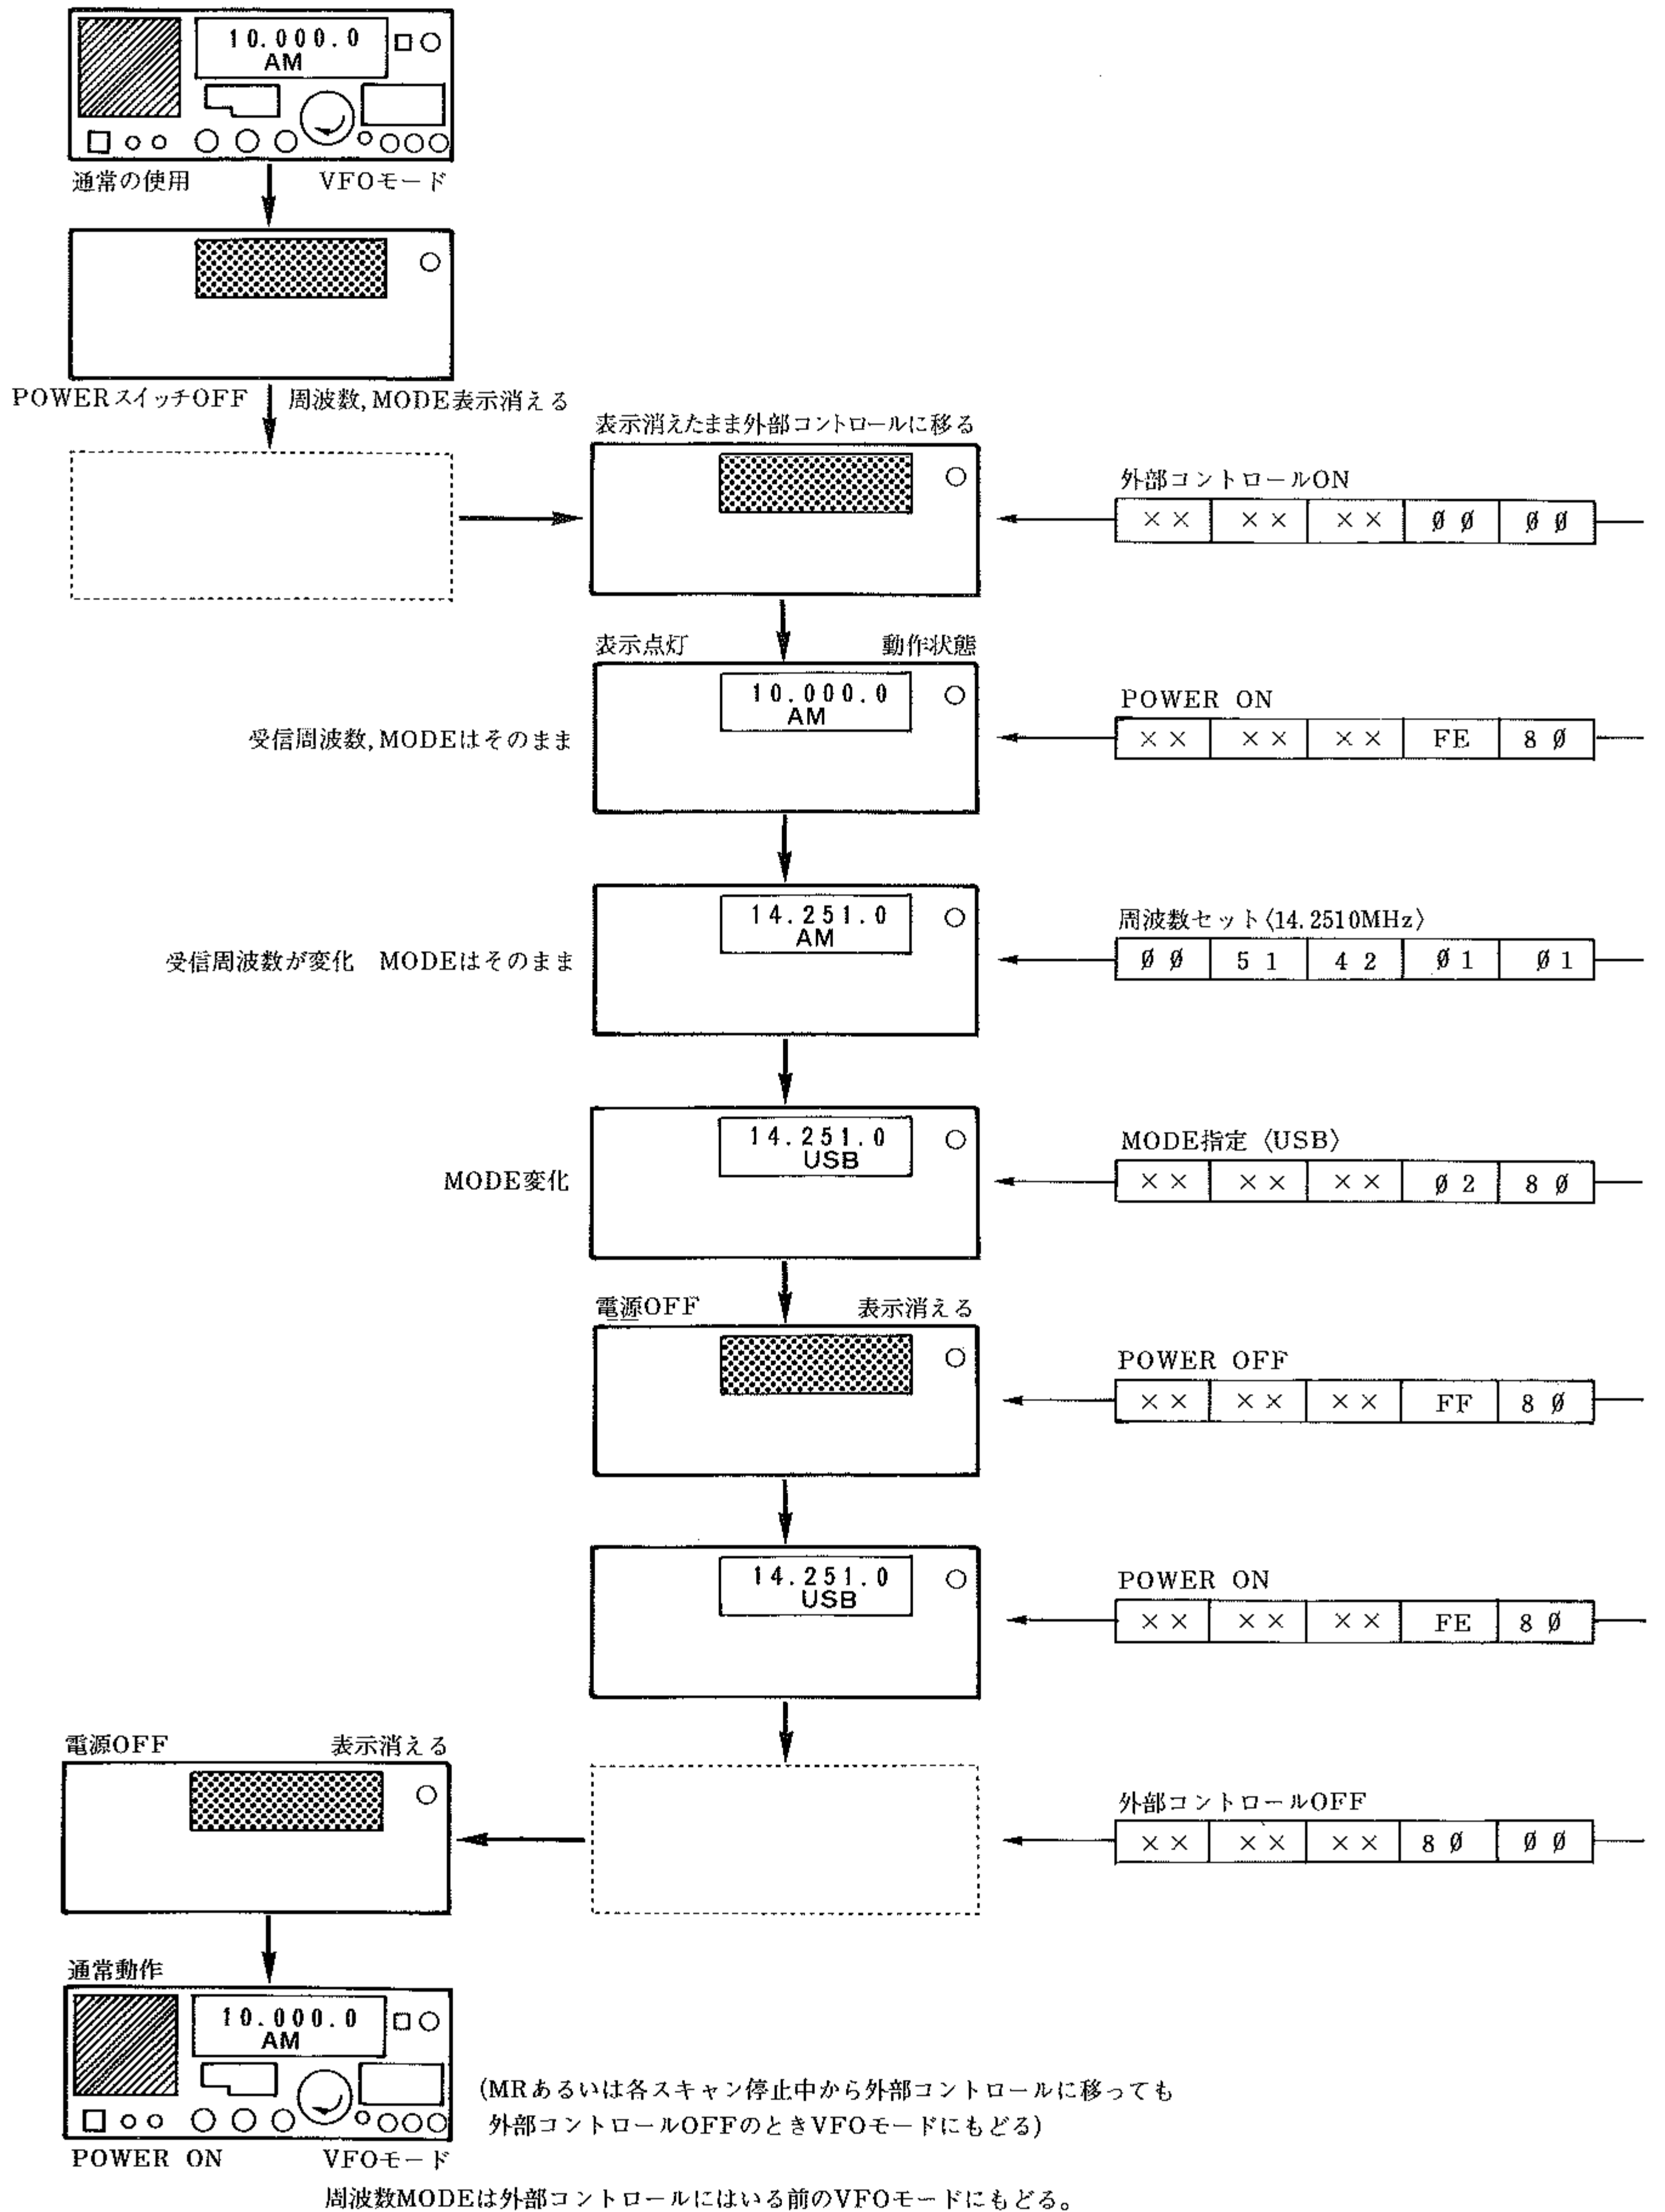 10.000.0
AM
通常の使用 VFOモード
POWERスイッチOFF 周波数,MODE表示消える
表示消えたまま外部コントロールに移る
外部コントロールON
×× ×× ×× ØØ ØØ
表示点灯 動作状態
10.000.0
AM
受信周波数,MODEはそのまま
POWER ON
×× ×× ×× FE 8Ø
14.251.0
AM
受信周波数が変化 MODEはそのまま
周波数セット〈14.2510MHz〉
ØØ 51 42 Ø1 Ø1
14.251.0
USB
MODE変化
MODE指定〈USB〉
×× ×× ×× Ø2 8Ø
電源OFF 表示消える
POWER OFF
×× ×× ×× FF 8Ø
14.251.0
USB
POWER ON
×× ×× ×× FE 8Ø
電源OFF 表示消える
外部コントロールOFF
×× ×× ×× 8Ø ØØ
通常動作
10.000.0
AM
POWER ON VFOモード
(MRあるいは各スキャン停止中から外部コントロールに移っても
外部コントロールOFFのときVFOモードにもどる)
周波数MODEは外部コントロールにはいる前のVFOモードにもどる。